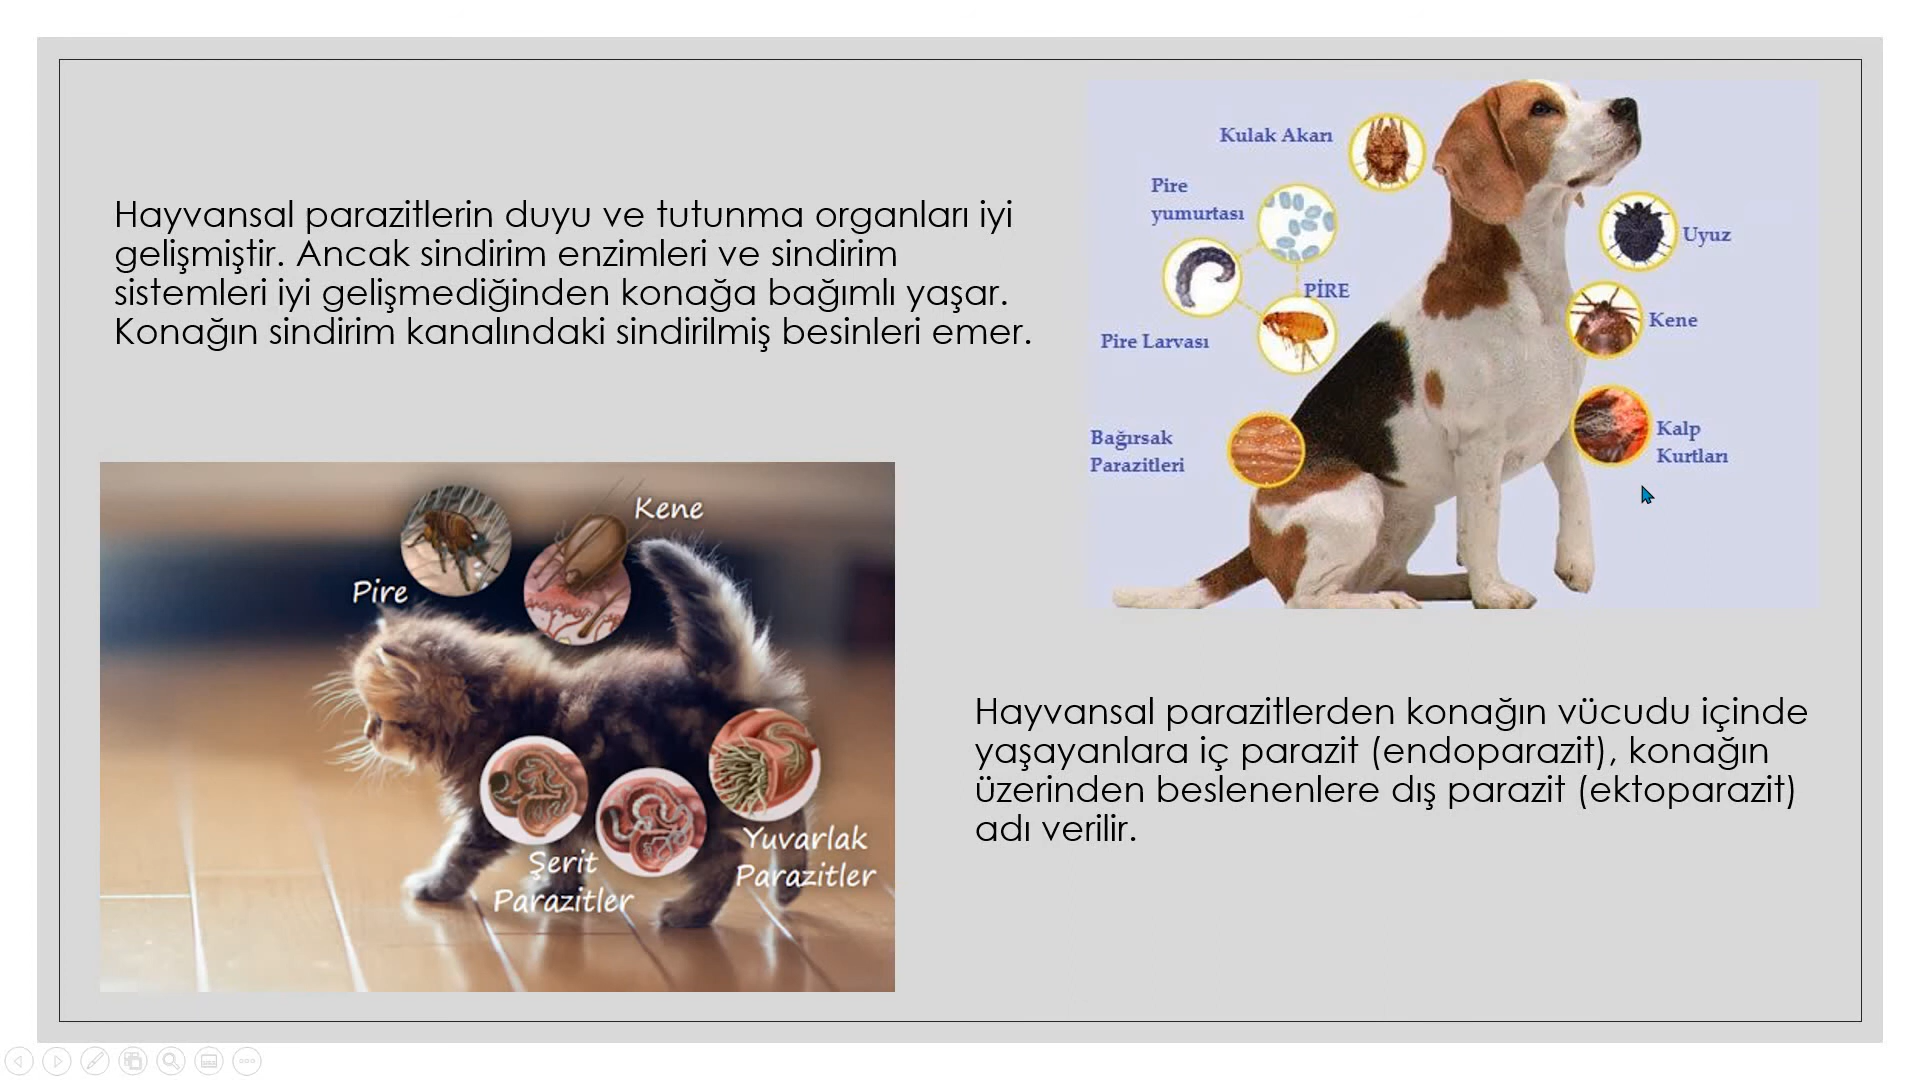 Hayvansal parazitlerin duyu ve tutunma organları iyi
gelişmiştir. Ancak sindirim enzimleri ve sindirim
sistemleri iyi gelişmediğinden konağa bağımlı yaşar.
Konağın sindirim kanalındaki sindirilmiş besinleri emer.
Kulak Akarı
Pire
yumurtası
PİRE
Pire Larvası
Bağırsak
Parazitleri
Uyuz
Kene
Kalp
Kurtları
Kene
Pire
Şerit
Parazitler
Yuvarlak
Parazitler
Hayvansal parazitlerden konağın vücudu içinde
yaşayanlara iç parazit (endoparazit), konağın
üzerinden beslenenlere dış parazit (ektoparazit)
adı verilir.